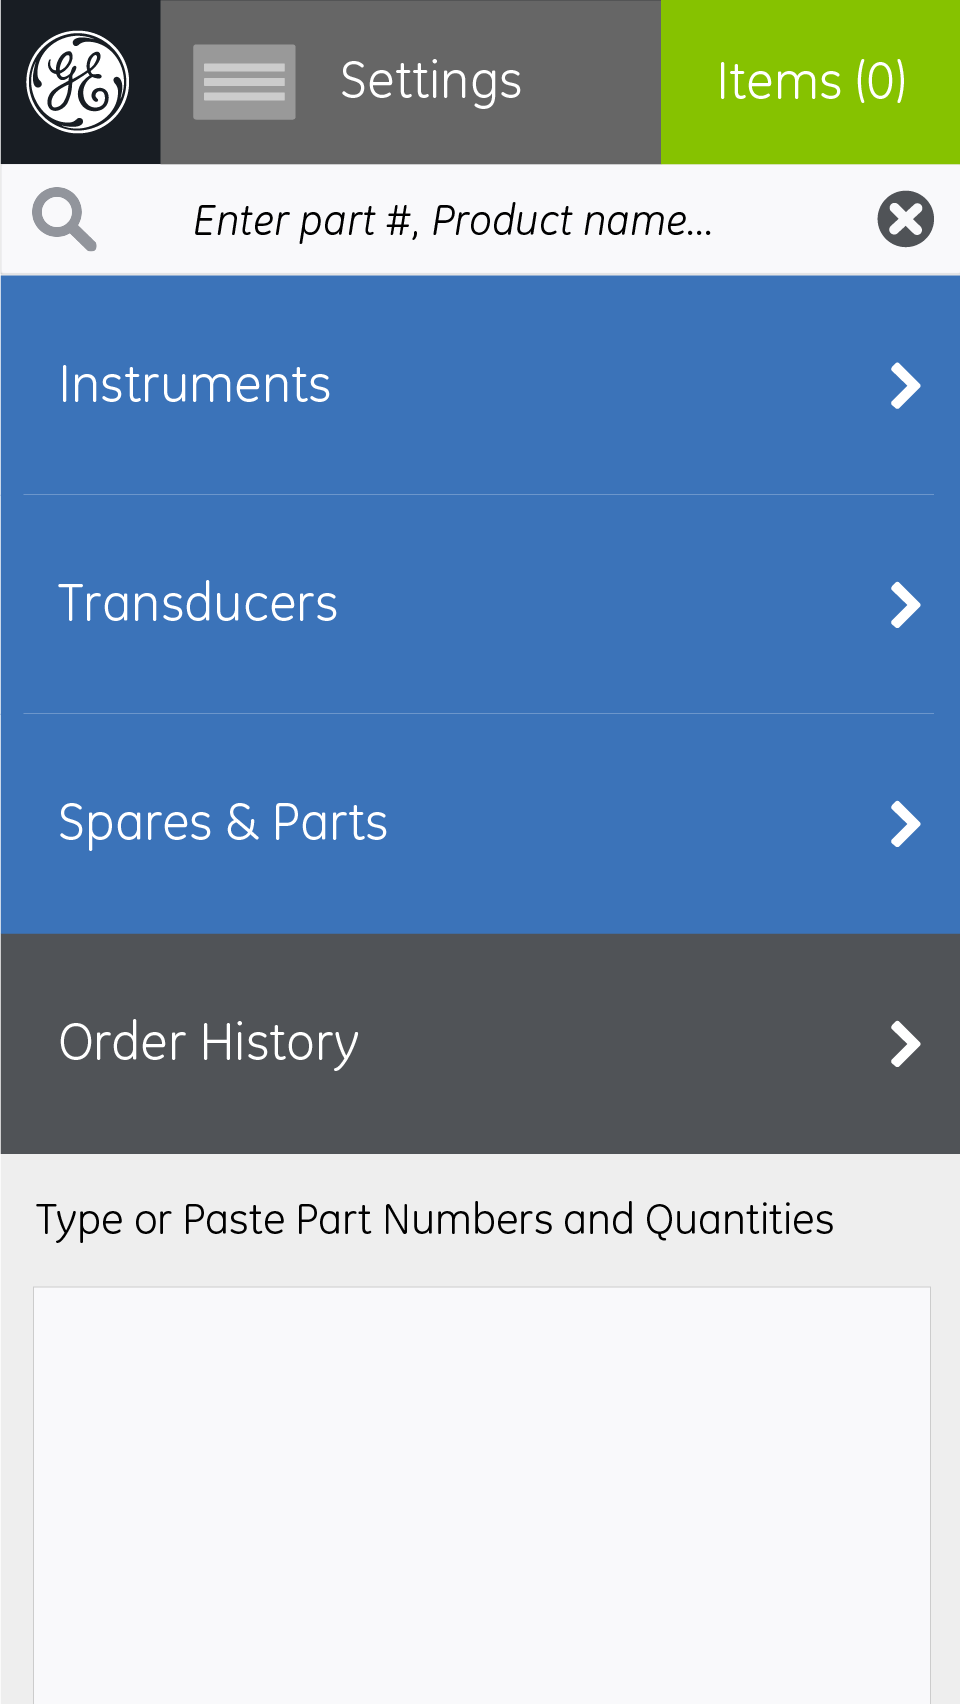 GE
Settings
Items (0)
Enter part #, Product name...
Instruments
Transducers
Spares & Parts
Order History
Type or Paste Part Numbers and Quantities